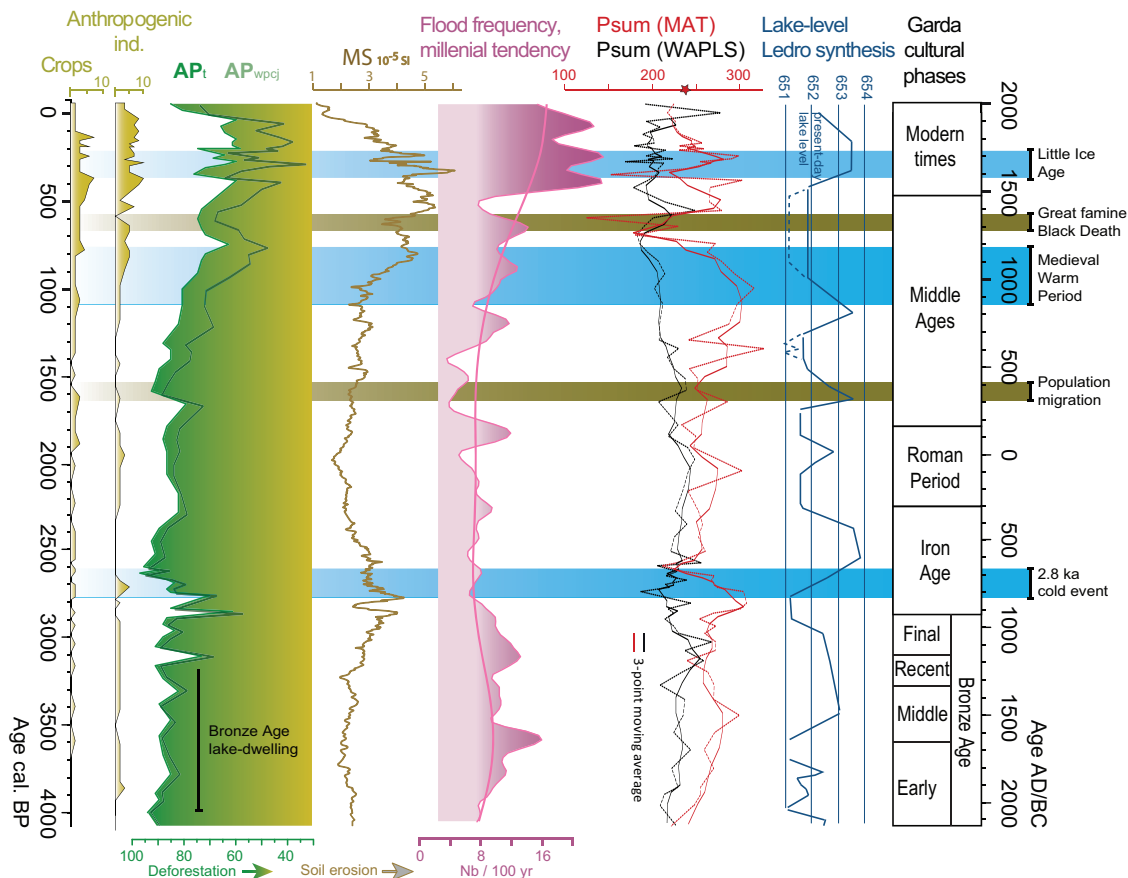 Anthropogenic
ind.
Crops
10
10
APt
APwpcj
MS 10-5 SI
1
3
5
Flood frequency,
millenial tendency
Psum (MAT)
Psum (WAPLS)
100
200
300
Lake-level
Ledro synthesis
651
652
653
654
present-day
lake level
Garda
cultural
phases
0
500
1000
1500
2000
2500
3000
3500
4000
Age cal. BP
2000
1500
1000
500
0
500
1000
1500
2000
Age AD/BC
Modern
times
Middle
Ages
Roman
Period
Iron
Age
Final
Recent
Middle
Early
Bronze Age
Little Ice
Age
Great famine
Black Death
Medieval
Warm
Period
Population
migration
2.8 ka
cold event
Bronze Age
lake-dwelling
3-point moving average
100
80
60
40
Deforestation
Soil erosion
0
8
16
Nb / 100 yr